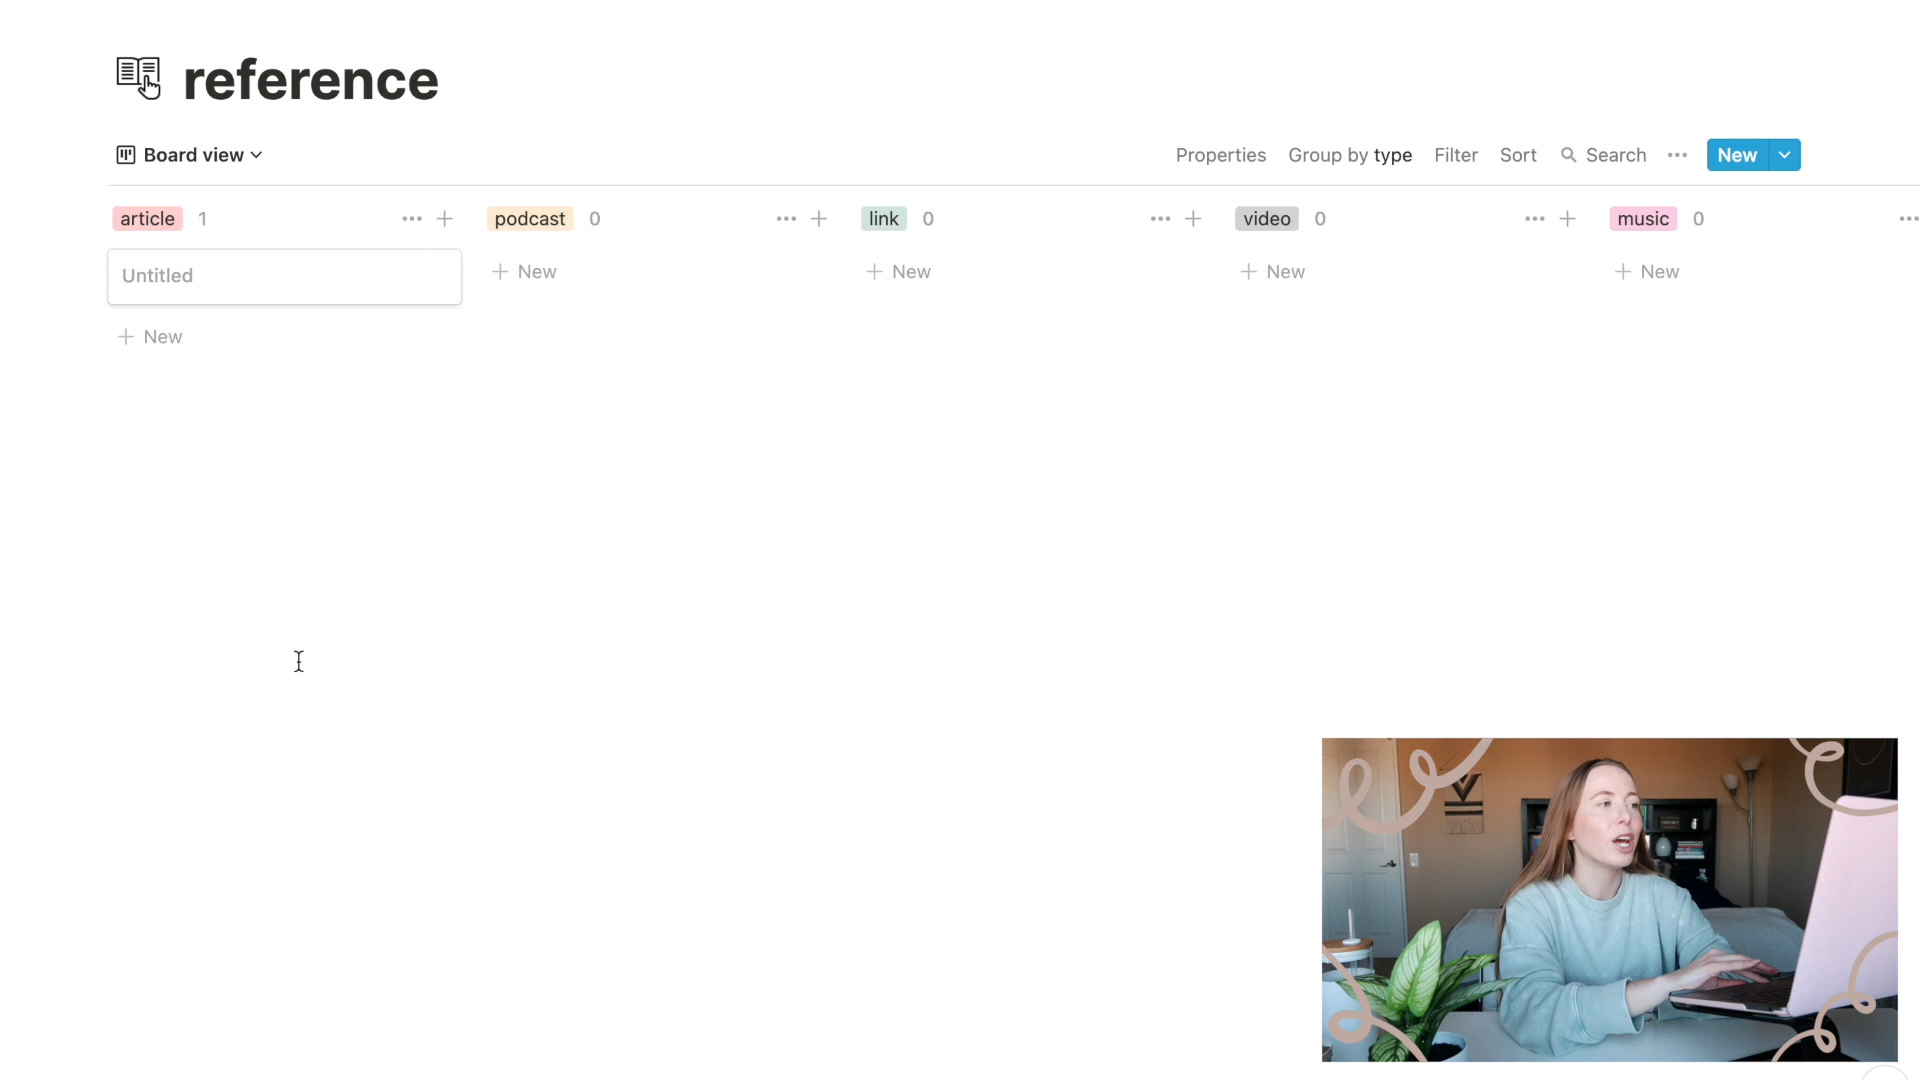 reference
Board view
Properties Group by type Filter Sort Search New
article 1 podcast 0 link 0 video 0 music 0
Untitled
New New New New
New